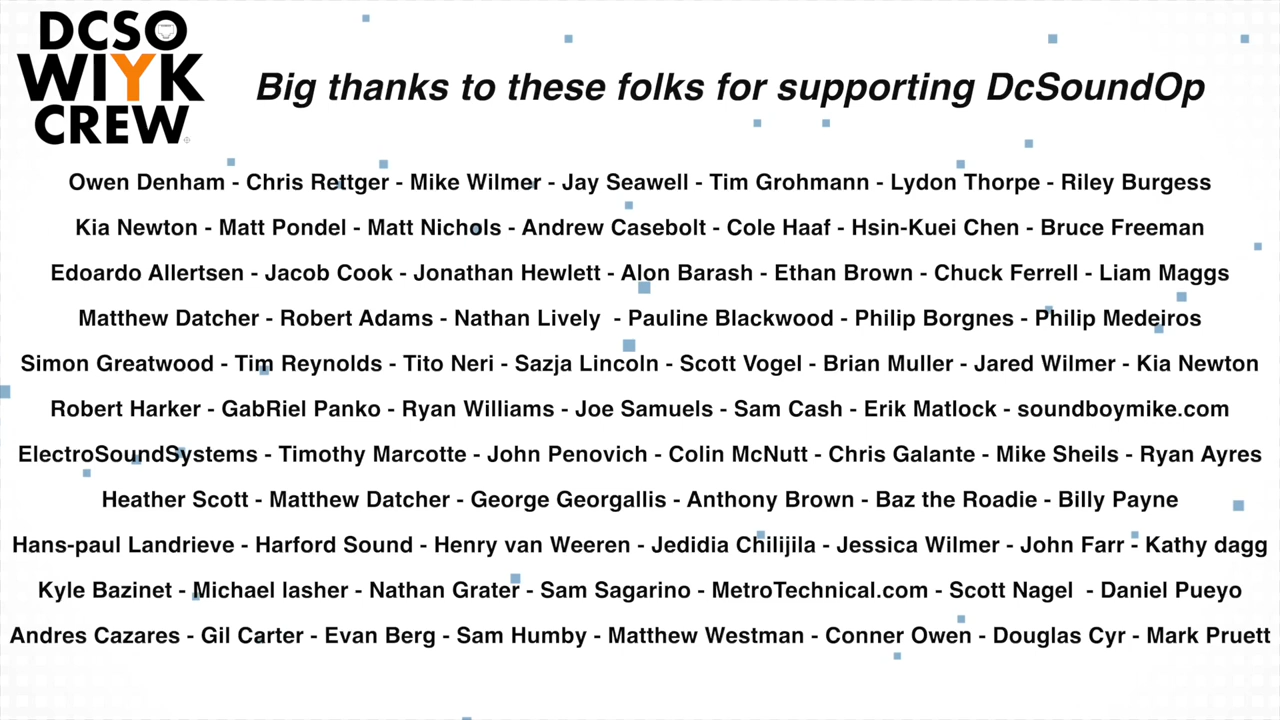 DCSO
WIYK
CREW
Big thanks to these folks for supporting DcSoundOp
Owen Denham - Chris Rettger - Mike Wilmer - Jay Seawell - Tim Grohmann - Lydon Thorpe - Riley Burgess
Kia Newton - Matt Pondel - Matt Nichols - Andrew Casebolt - Cole Haaf - Hsin-Kuei Chen - Bruce Freeman
Edoardo Allertsen - Jacob Cook - Jonathan Hewlett - Alon Barash - Ethan Brown - Chuck Ferrell - Liam Maggs
Matthew Datcher - Robert Adams - Nathan Lively  - Pauline Blackwood - Philip Borgnes - Philip Medeiros
Simon Greatwood - Tim Reynolds - Tito Neri - Sazja Lincoln - Scott Vogel - Brian Muller - Jared Wilmer - Kia Newton
Robert Harker - GabRiel Panko - Ryan Williams - Joe Samuels - Sam Cash - Erik Matlock - soundboymike.com
ElectroSoundSystems - Timothy Marcotte - John Penovich - Colin McNutt - Chris Galante - Mike Sheils - Ryan Ayres
Heather Scott - Matthew Datcher - George Georgallis - Anthony Brown - Baz the Roadie - Billy Payne
Hans-paul Landrieve - Harford Sound - Henry van Weeren - Jedidia Chilijila - Jessica Wilmer - John Farr - Kathy dagg
Kyle Bazinet - Michael lasher - Nathan Grater - Sam Sagarino - MetroTechnical.com - Scott Nagel  - Daniel Pueyo
Andres Cazares - Gil Carter - Evan Berg - Sam Humby - Matthew Westman - Conner Owen - Douglas Cyr - Mark Pruett